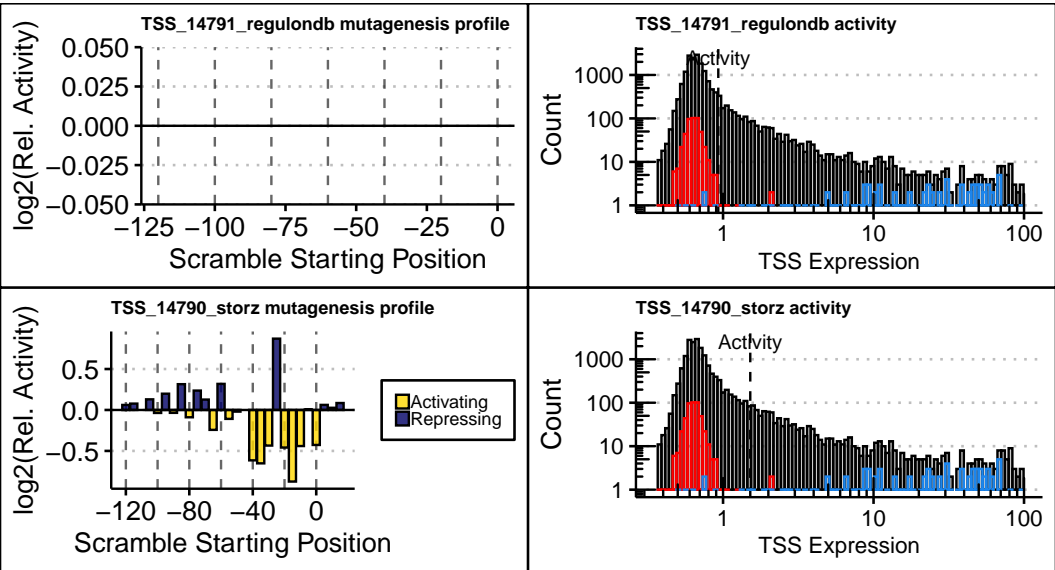 TSS_14791_regulondb mutagenesis profile
log2(Rel. Activity)
0.050
0.025
0.000
−0.025
−0.050
−125 −100 −75 −50 −25 0
Scramble Starting Position
TSS_14791_regulondb activity
Activity
Count
1000
100
10
1
1 10 100
TSS Expression
TSS_14790_storz mutagenesis profile
log2(Rel. Activity)
0.5
0.0
−0.5
−120 −80 −40 0
Scramble Starting Position
Activating
Repressing
TSS_14790_storz activity
Activity
Count
1000
100
10
1
1 10 100
TSS Expression